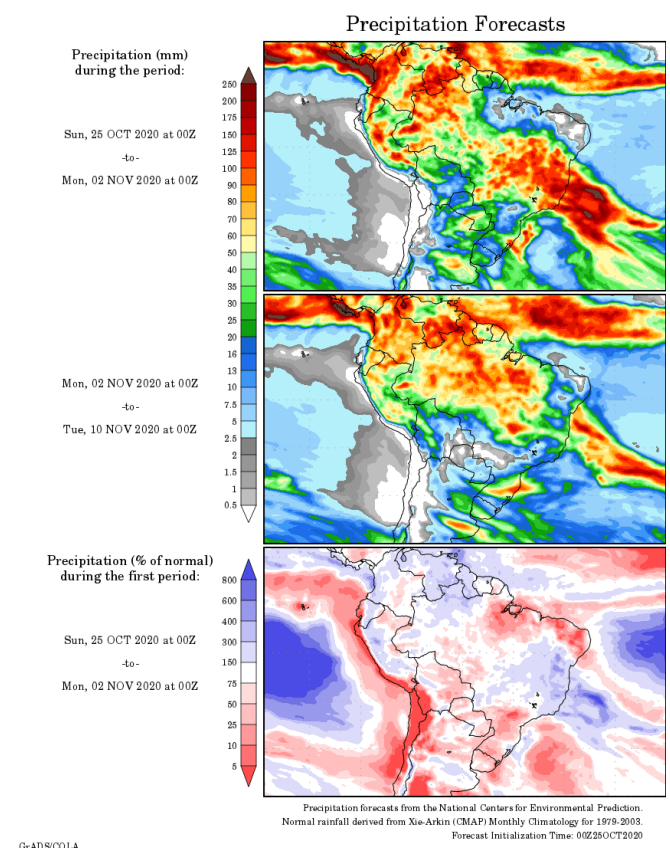 Precipitation Forecasts
Precipitation (mm)
during the period:
Sun, 25 OCT 2020 at 00Z
-to-
Mon, 02 NOV 2020 at 00Z
250
200
175
150
125
100
90
80
70
60
50
40
35
30
25
20
16
13
10
7.5
5
2.5
2
1.5
1
0.5
Mon, 02 NOV 2020 at 00Z
-to-
Tue, 10 NOV 2020 at 00Z
Precipitation (% of normal)
during the first period:
Sun, 25 OCT 2020 at 00Z
-to-
Mon, 02 NOV 2020 at 00Z
800
600
400
300
150
75
50
25
10
5
Precipitation forecasts from the National Centers for Environmental Prediction.
Normal rainfall derived from Xie-Arkin (CMAP) Monthly Climatology for 1979-2003.
Forecast Initialization Time: 00Z25OCT2020
GrADS/COLA